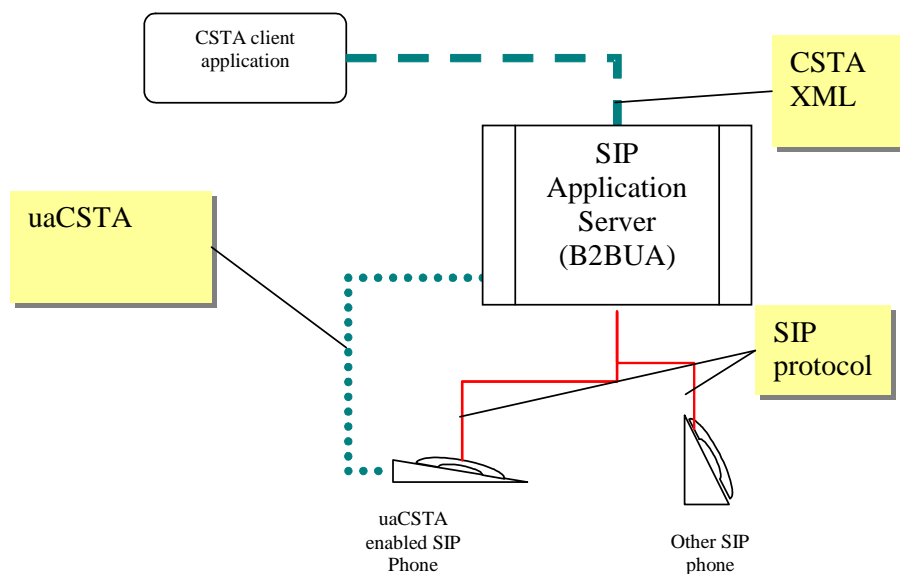 CSTA client
application
CSTA
XML
SIP
Application
Server
(B2BUA)
uaCSTA
SIP
protocol
uaCSTA
enabled SIP
Phone
Other SIP
phone